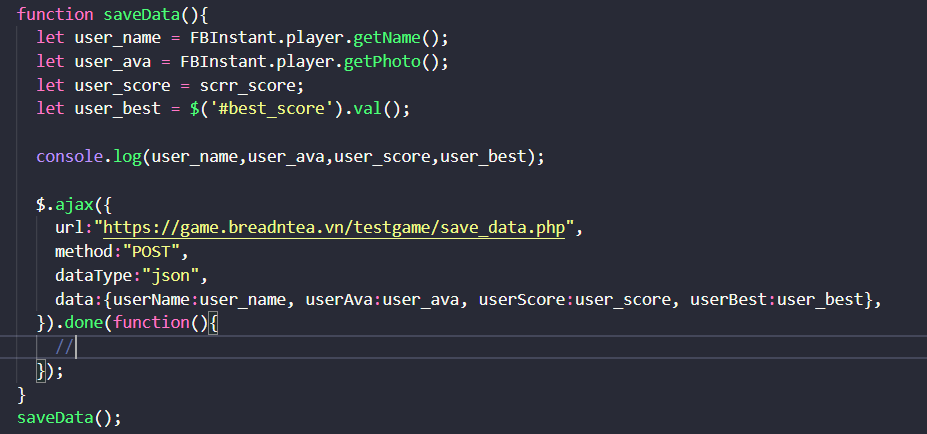 function saveData(){
let user_name = FBInstant.player.getName();
let user_ava = FBInstant.player.getPhoto();
let user_score = scrr_score;
let user_best = $('#best_score').val();
console.log(user_name,user_ava,user_score,user_best);
$.ajax({
url:"https://game.breadntea.vn/testgame/save_data.php",
method:"POST",
dataType:"json",
data:{userName:user_name, userAva:user_ava, userScore:user_score, userBest:user_best},
}).done(function(){
//
});
}
saveData();